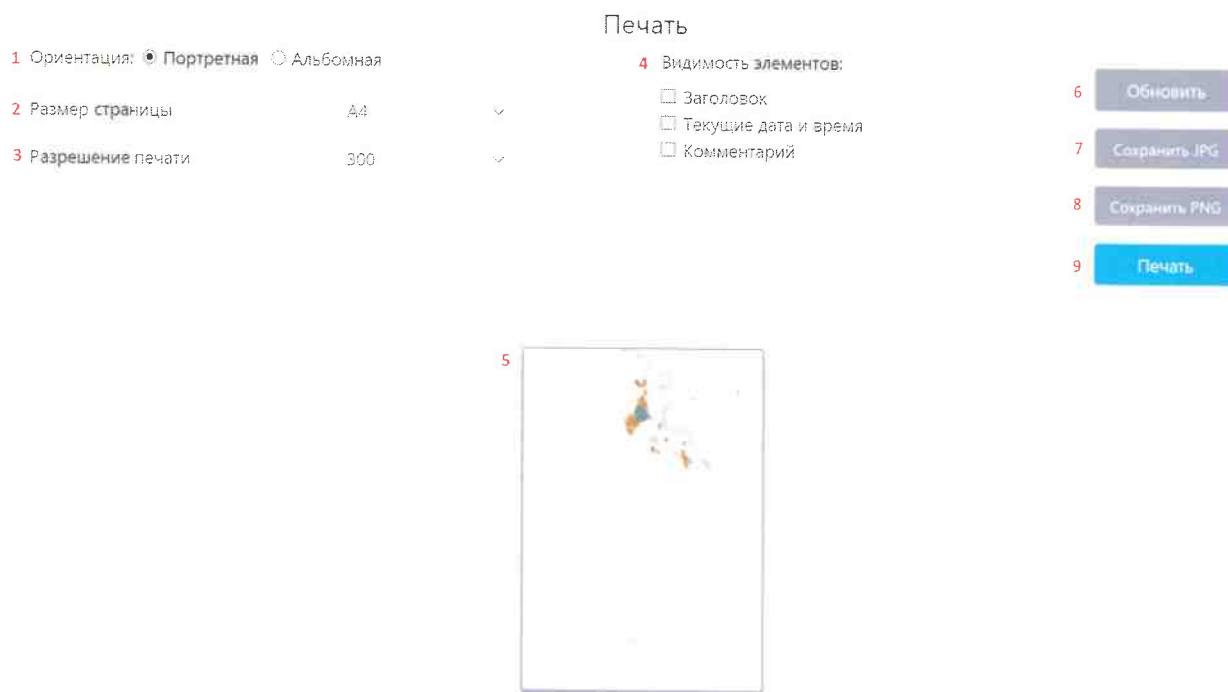 Печать
1 Ориентация: Портретная Альбомная
2 Размер страницы A4
3 Разрешение печати 300
4 Видимость элементов:
Заголовок
Текущие дата и время
Комментарий
6 Обновить
7 Сохранить JPG
8 Сохранить PNG
9 Печать
5